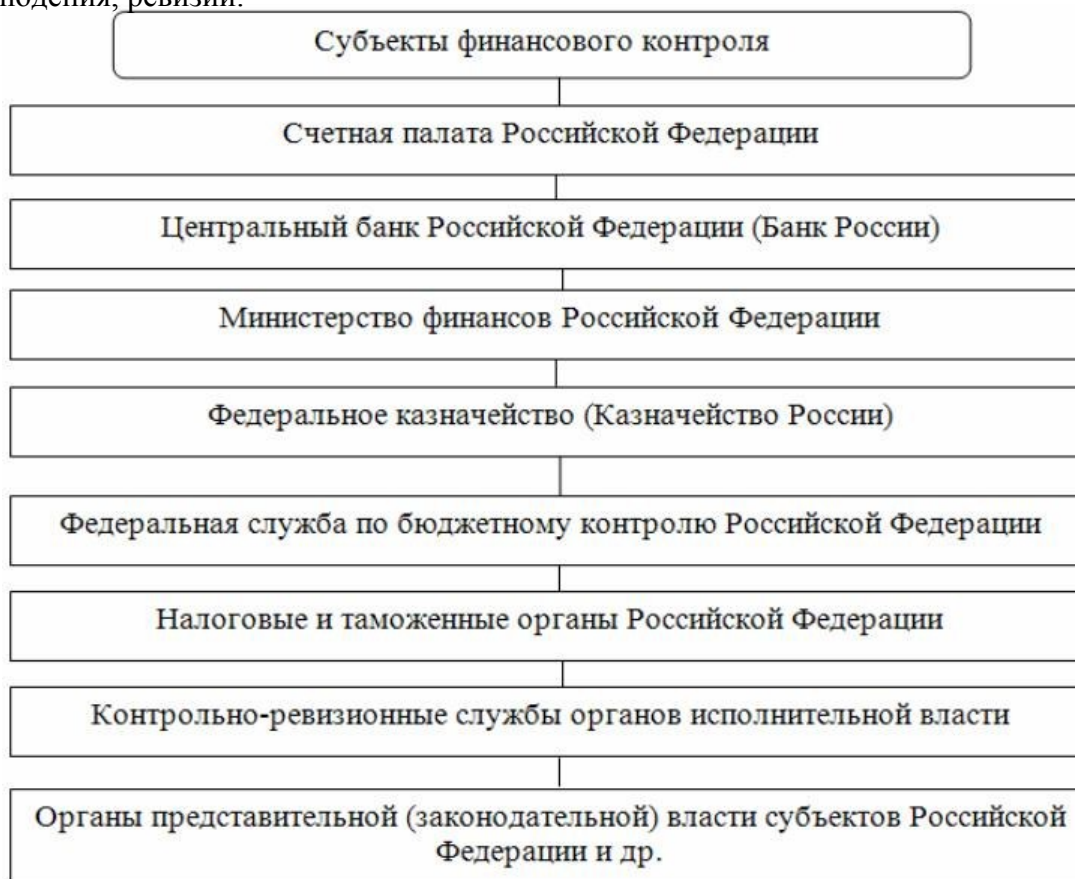 ревизии.
Субъекты финансового контроля
Счетная палата Российской Федерации
Центральный банк Российской Федерации (Банк России)
Министерство финансов Российской Федерации
Федеральное казначейство (Казначейство России)
Федеральная служба по бюджетному контролю Российской Федерации
Налоговые и таможенные органы Российской Федерации
Контрольно-ревизионные службы органов исполнительной власти
Органы представительной (законодательной) власти субъектов Российской
Федерации и др.